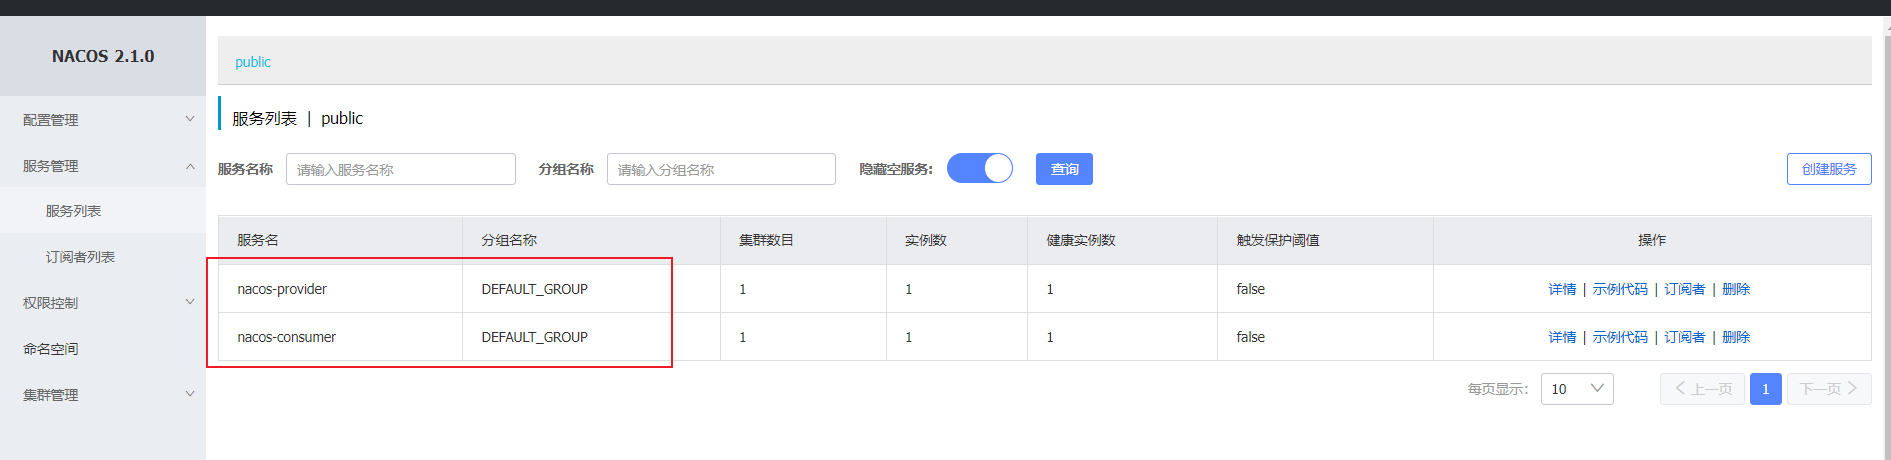 NACOS 2.1.0
配置管理
服务管理
服务列表
订阅者列表
权限控制
命名空间
集群管理
public
服务列表 | public
服务名称 请输入服务名称 分组名称 请输入分组名称 隐藏空服务: 查询 创建服务
服务名 分组名称 集群数目 实例数 健康实例数 触发保护阈值 操作
nacos-provider DEFAULT_GROUP 1 1 1 false 详情 | 示例代码 | 订阅者 | 删除
nacos-consumer DEFAULT_GROUP 1 1 1 false 详情 | 示例代码 | 订阅者 | 删除
每页显示: 10 上一页 1 下一页